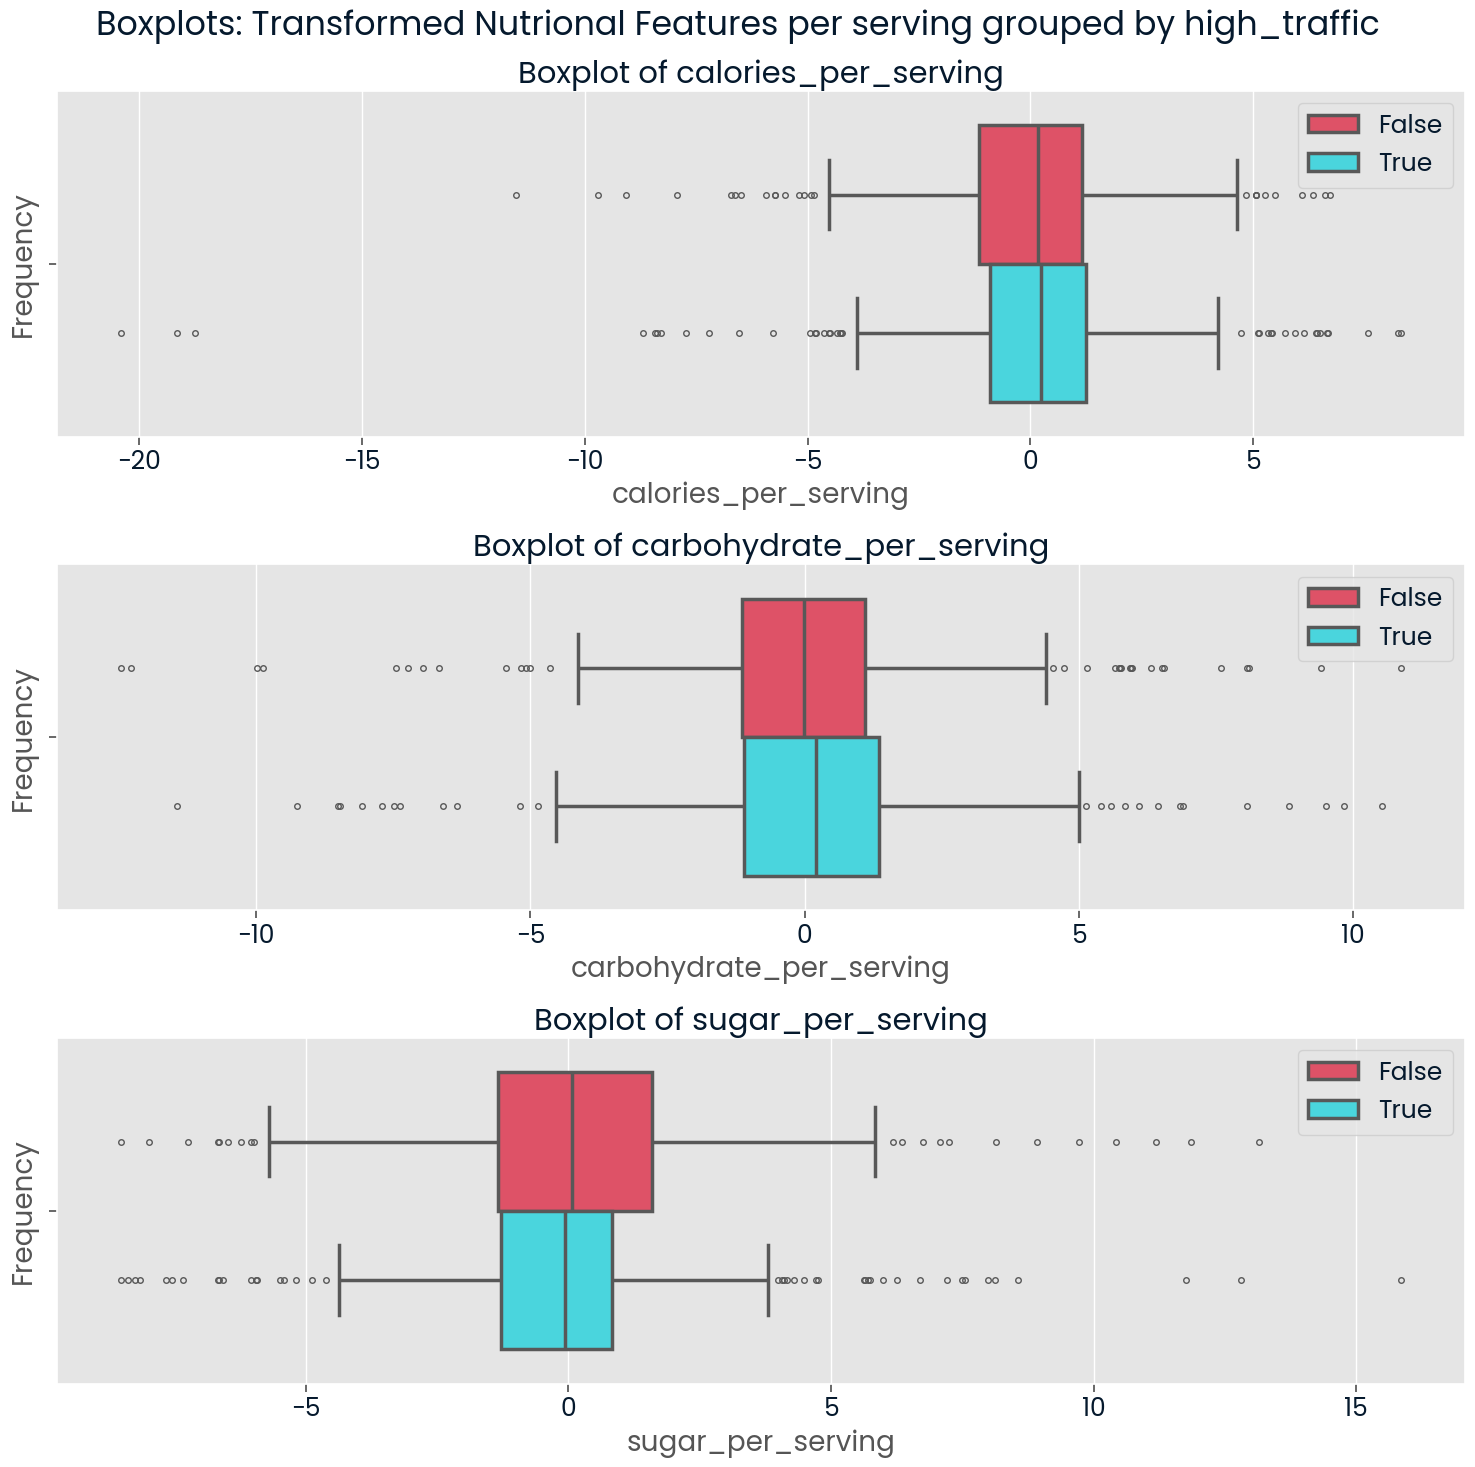 Boxplots: Transformed Nutrional Features per serving grouped by high_traffic
Boxplot of calories_per_serving
False
True
Frequency
−20 −15 −10 −5 0 5
calories_per_serving
Boxplot of carbohydrate_per_serving
False
True
Frequency
−10 −5 0 5 10
carbohydrate_per_serving
Boxplot of sugar_per_serving
False
True
Frequency
−5 0 5 10 15
sugar_per_serving